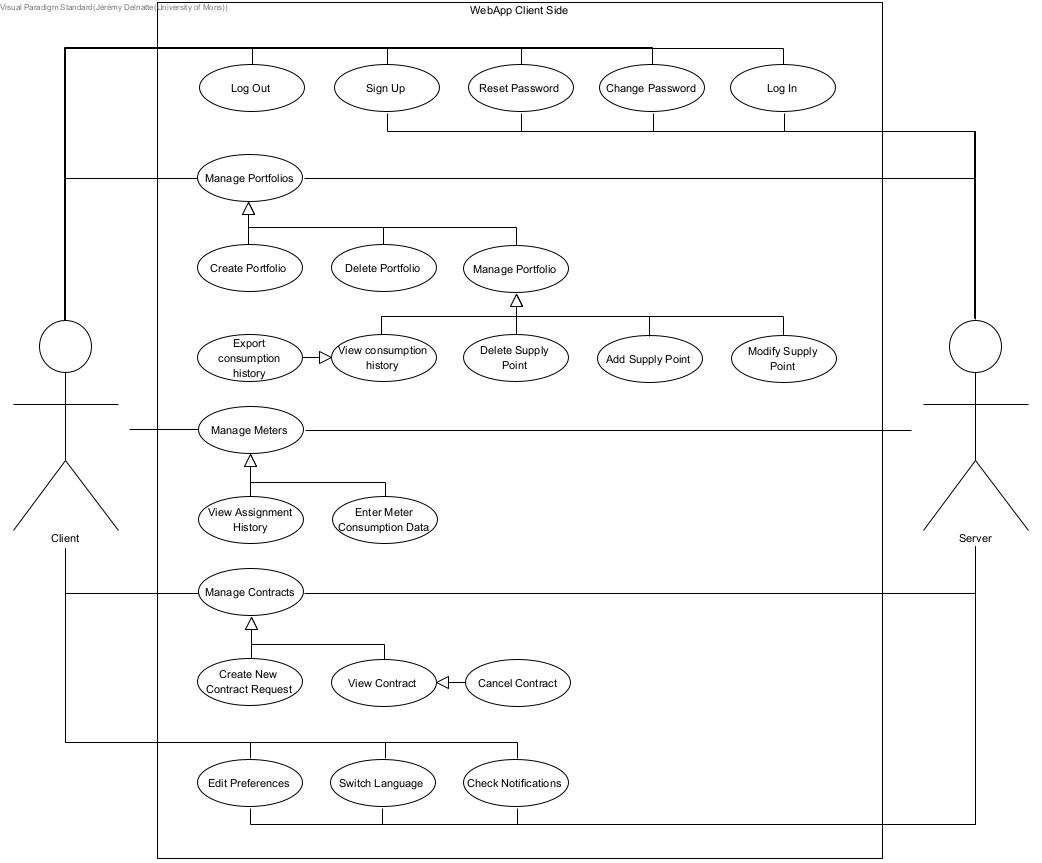 Visual Paradigm Standard(Jérémy Delnatte(University of Mons))
WebApp Client Side
Log Out
Sign Up
Reset Password
Change Password
Log In
Manage Portfolios
Create Portfolio
Delete Portfolio
Manage Portfolio
Export
consumption
history
View consumption
history
Delete Supply
Point
Add Supply Point
Modify Supply
Point
Manage Meters
View Assignment
History
Enter Meter
Consumption Data
Client
Server
Manage Contracts
Create New
Contract Request
View Contract
Cancel Contract
Edit Preferences
Switch Language
Check Notifications